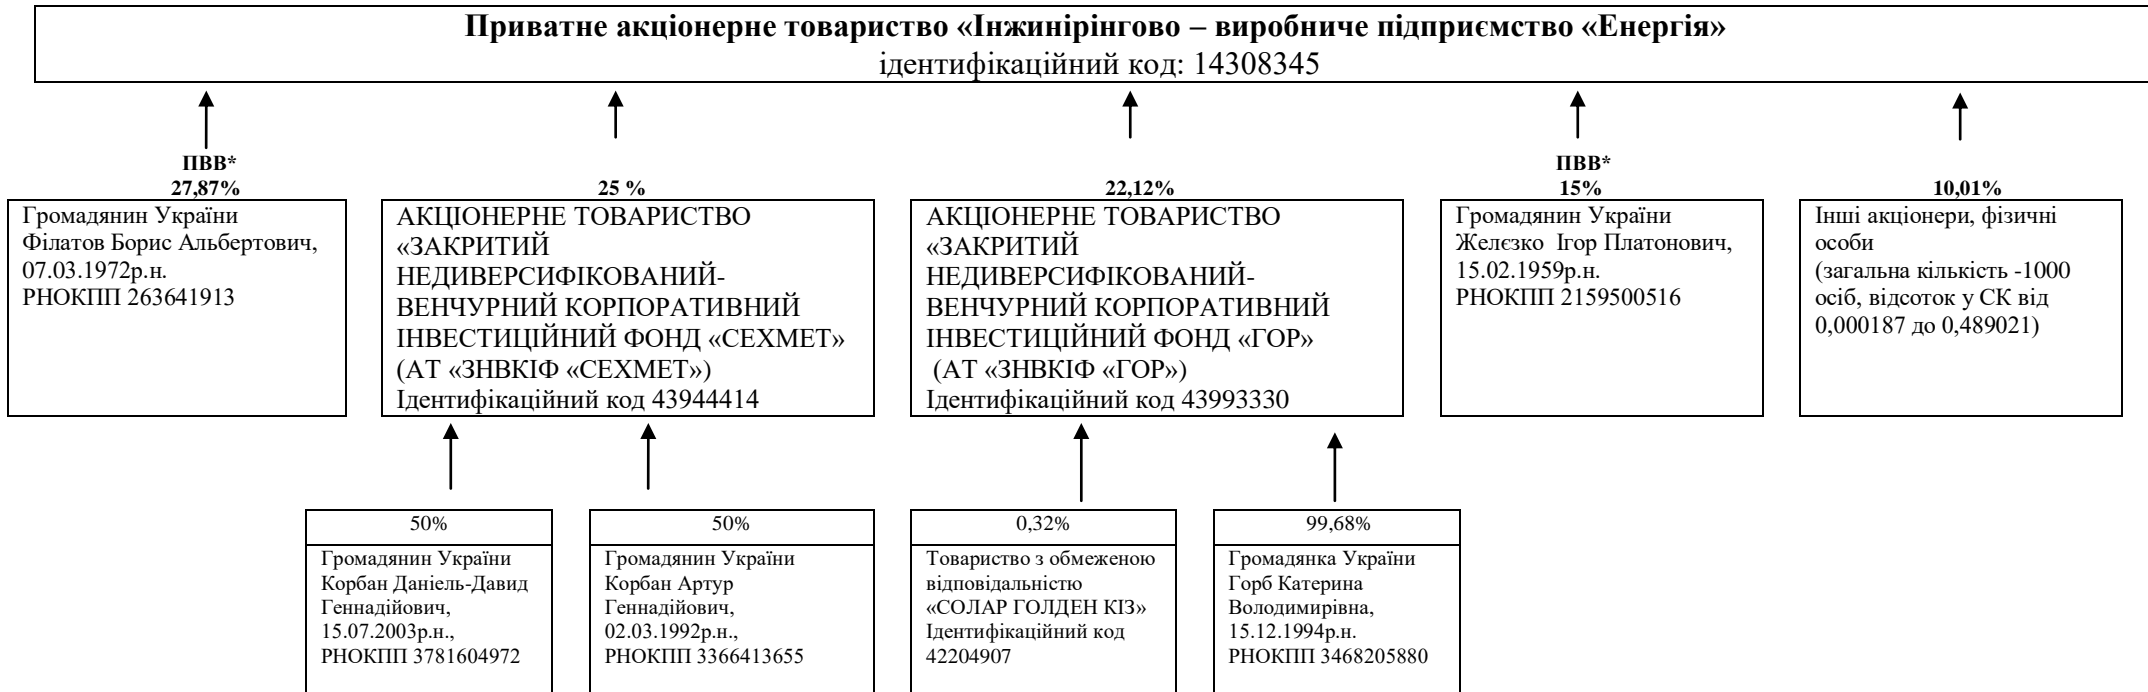 Приватне акціонерне товариство «Інжинірінгово – виробниче підприємство «Енергія»
ідентифікаційний код: 14308345
ПВВ*
27,87%
Громадянин України
Філатов Борис Альбертович,
07.03.1972р.н.
РНОКПП 263641913
25 %
АКЦІОНЕРНЕ ТОВАРИСТВО
«ЗАКРИТИЙ
НЕДИВЕРСИФІКОВАНИЙ-
ВЕНЧУРНИЙ КОРПОРАТИВНИЙ
ІНВЕСТИЦІЙНИЙ ФОНД «СЕХМЕТ»
(АТ «ЗНВКІФ «СЕХМЕТ»)
Ідентифікаційний код 43944414
22,12%
АКЦІОНЕРНЕ ТОВАРИСТВО
«ЗАКРИТИЙ
НЕДИВЕРСИФІКОВАНИЙ-
ВЕНЧУРНИЙ КОРПОРАТИВНИЙ
ІНВЕСТИЦІЙНИЙ ФОНД «ГОР»
(АТ «ЗНВКІФ «ГОР»)
Ідентифікаційний код 43993330
ПВВ*
15%
Громадянин України
Желєзко Ігор Платонович,
15.02.1959р.н.
РНОКПП 2159500516
10,01%
Інші акціонери, фізичні
особи
(загальна кількість -1000
осіб, відсоток у СК від
0,000187 до 0,489021)
50%
Громадянин України
Корбан Даніель-Давид
Геннадійович,
15.07.2003р.н.,
РНОКПП 3781604972
50%
Громадянин України
Корбан Артур
Геннадійович,
02.03.1992р.н.,
РНОКПП 3366413655
0,32%
Товариство з обмеженою
відповідальністю
«СОЛАР ГОЛДЕН КІЗ»
Ідентифікаційний код
42204907
99,68%
Громадянка України
Горб Катерина
Володимирівна,
15.12.1994р.н.
РНОКПП 3468205880